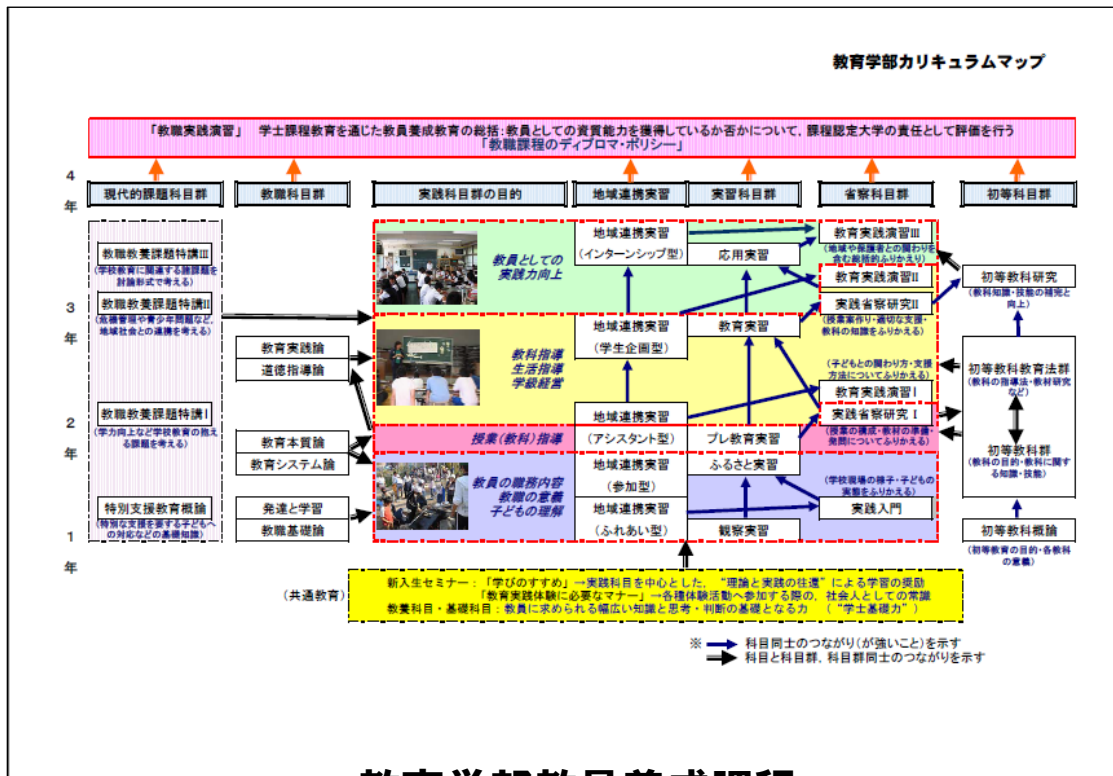 教育学部カリキュラムマップ
「教職実践演習」 学士課程教育を通じた教員養成教育の総括:教員としての資質能力を獲得しているか否かについて,課程認定大学の責任として評価を行う
「教職課程のディプロマ・ポリシー」
4
年
現代的課題科目群
教職科目群
実践科目群の目的
地域連携実習
実習科目群
省察科目群
初等科目群
教職教養課題特講Ⅲ
(学校教育に関連する諸課題を
討論形式で考える)
教職教養課題特講Ⅱ
(危機管理や青少年問題など,
地域社会との連携を考える)
教職教養課題特講Ⅰ
(学力向上など学校教育の抱え
る課題を考える)
特別支援教育概論
(特別な支援を要する子どもへ
の対応などの基礎知識)
教育実践論
道徳指導論
教育本質論
教育システム論
発達と学習
教職基礎論
教員としての
実践力向上
教科指導
生活指導
学級経営
授業(教科)指導
教員の職務内容
教職の意義
子どもの理解
地域連携実習
(インターンシップ型)
地域連携実習
(学生企画型)
地域連携実習
(アシスタント型)
地域連携実習
(参加型)
地域連携実習
(ふれあい型)
応用実習
教育実習
プレ教育実習
ふるさと実習
観察実習
教育実践演習Ⅲ
(地域や保護者との関わりを
含む総括的ふりかえり)
教育実践演習Ⅱ
実践省察研究Ⅱ
(授業案作り・適切な支援・
教科の知識をふりかえる)
(子どもとの関わり方・支援
方法についてふりかえる)
教育実践演習Ⅰ
実践省察研究Ⅰ
(授業の構成・教材の準備・
発問についてふりかえる)
(学校現場の様子・子どもの
実態をふりかえる)
実践入門
初等教科研究
(教科知識・技能の補完と
向上)
初等教科教育法群
(教科の指導法・教材研究
など)
初等教科群
(教科の目的・教科に関す
る知識・技能)
初等教科概論
(初等教育の目的・各教科
の意義)
3
年
2
年
1
年
(共通教育)
新入生セミナー:「学びのすすめ」→実践科目を中心とした,“理論と実践の往還”による学習の奨励
「教育実践体験に必要なマナー」→各種体験活動へ参加する際の,社会人としての常識
教養科目・基礎科目:教員に求められる幅広い知識と思考・判断の基礎となる力 (“学士基礎力”)
※ 科目同士のつながり(が強いこと)を示す
科目と科目群,科目群同士のつながりを示す
教育学部教員養成課程